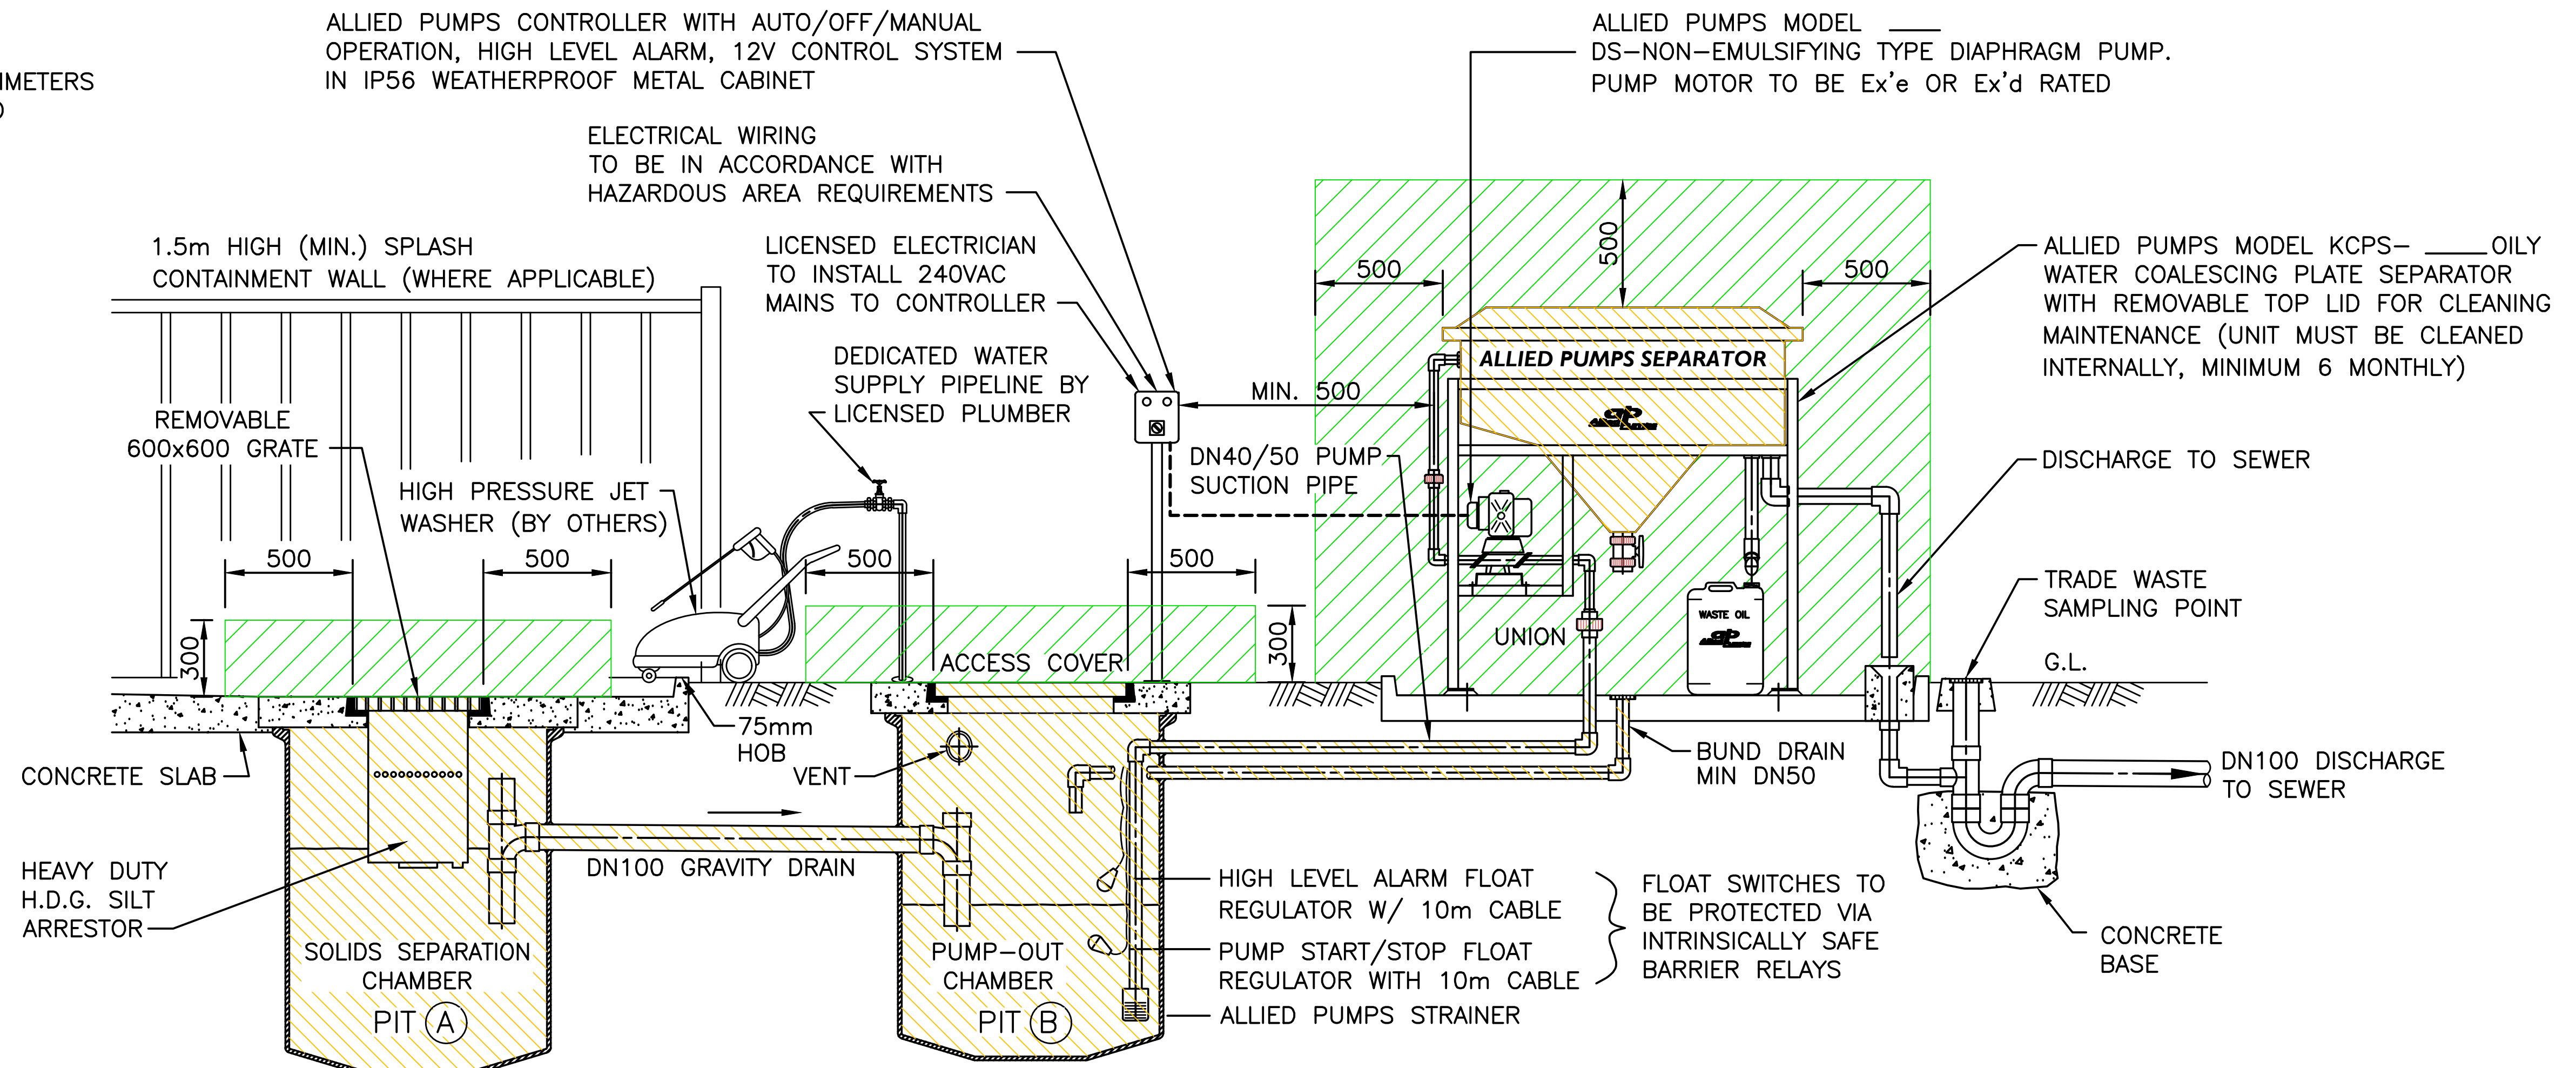 ALLIED PUMPS CONTROLLER WITH AUTO/OFF/MANUAL
OPERATION, HIGH LEVEL ALARM, 12V CONTROL SYSTEM
IN IP56 WEATHERPROOF METAL CABINET
ALLIED PUMPS MODEL ____
DS-NON-EMULSIFYING TYPE DIAPHRAGM PUMP.
PUMP MOTOR TO BE Ex'e OR Ex'd RATED
ELECTRICAL WIRING
TO BE IN ACCORDANCE WITH
HAZARDOUS AREA REQUIREMENTS
1.5m HIGH (MIN.) SPLASH
CONTAINMENT WALL (WHERE APPLICABLE)
LICENSED ELECTRICIAN
TO INSTALL 240VAC
MAINS TO CONTROLLER
500
500
500
ALLIED PUMPS MODEL KCPS- _____ OILY
WATER COALESCING PLATE SEPARATOR
WITH REMOVABLE TOP LID FOR CLEANING
MAINTENANCE (UNIT MUST BE CLEANED
INTERNALLY, MINIMUM 6 MONTHLY)
DEDICATED WATER
SUPPLY PIPELINE BY
LICENSED PLUMBER
ALLIED PUMPS SEPARATOR
MIN. 500
REMOVABLE
600x600 GRATE
HIGH PRESSURE JET
WASHER (BY OTHERS)
DN40/50 PUMP
SUCTION PIPE
DISCHARGE TO SEWER
500
500
500
500
TRADE WASTE
SAMPLING POINT
WASTE OIL
UNION
300
300
ACCESS COVER
G.L.
75mm
HOB
CONCRETE SLAB
VENT
BUND DRAIN
MIN DN50
DN100 DISCHARGE
TO SEWER
HEAVY DUTY
H.D.G. SILT
ARRESTOR
DN100 GRAVITY DRAIN
HIGH LEVEL ALARM FLOAT
REGULATOR W/ 10m CABLE
PUMP START/STOP FLOAT
REGULATOR WITH 10m CABLE
FLOAT SWITCHES TO
BE PROTECTED VIA
INTRINSICALLY SAFE
BARRIER RELAYS
ALLIED PUMPS STRAINER
CONCRETE
BASE
SOLIDS SEPARATION
CHAMBER
PIT A
PUMP-OUT
CHAMBER
PIT B